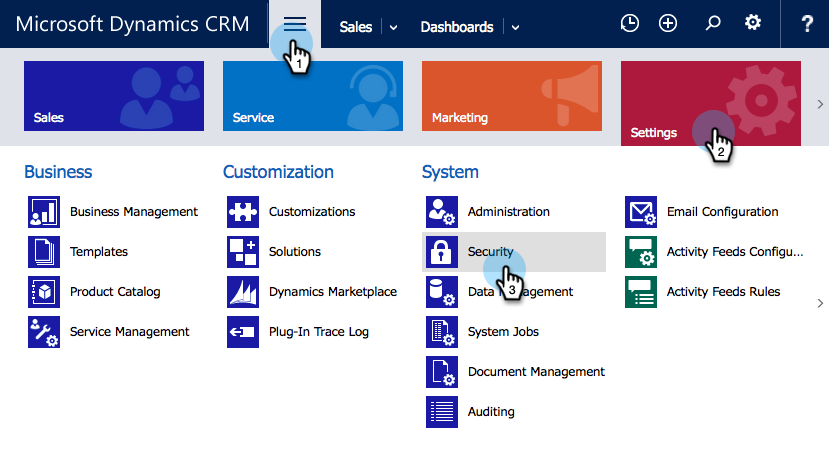 Microsoft Dynamics CRM
Sales
Dashboards
?
1
Sales
Service
Marketing
Settings
2
Business
Business Management
Templates
Product Catalog
Service Management
Customization
Customizations
Solutions
Dynamics Marketplace
Plug-In Trace Log
System
Administration
Security
3
Data Management
System Jobs
Document Management
Auditing
Email Configuration
Activity Feeds Configu...
Activity Feeds Rules